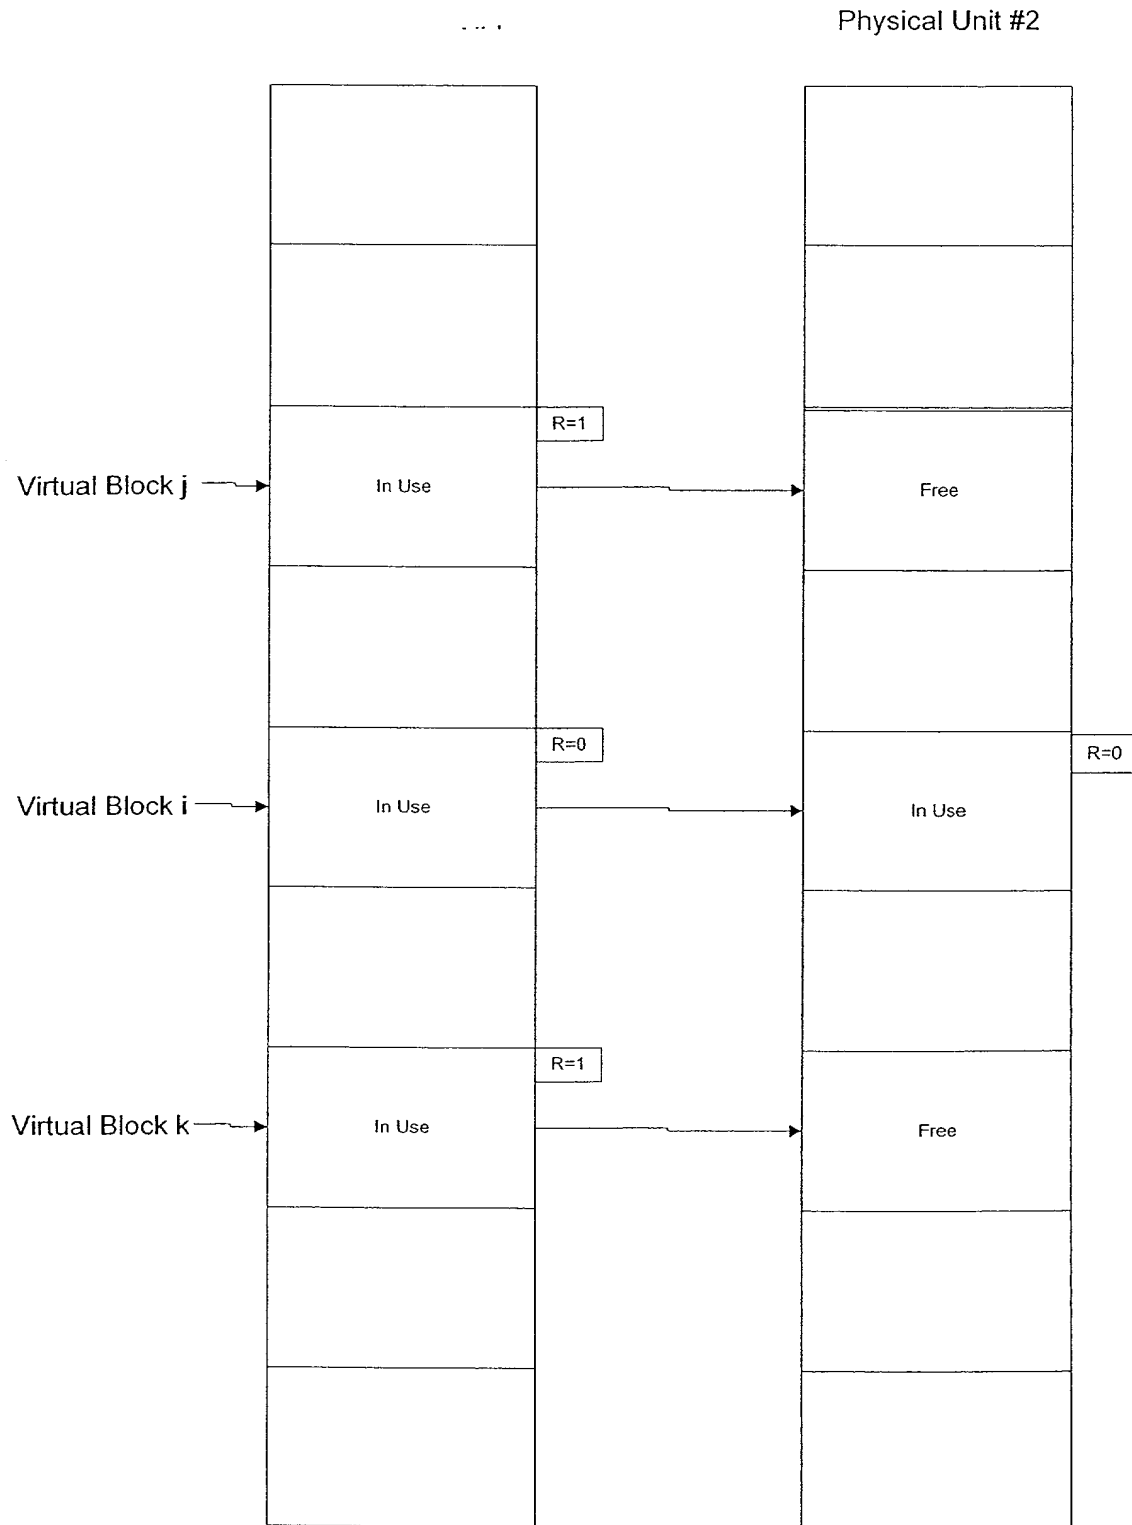 Physical Unit #2
R=1
Virtual Block j
In Use
Free
R=0
R=0
Virtual Block i
In Use
In Use
R=1
Virtual Block k
In Use
Free